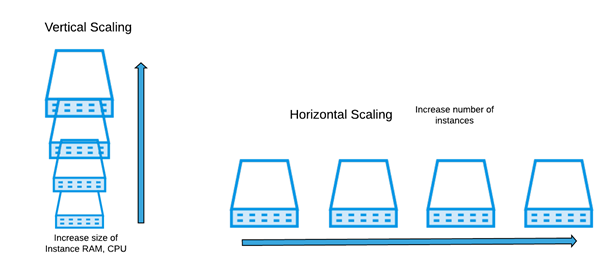 Vertical Scaling
Increase size of
Instance RAM, CPU
Horizontal Scaling
Increase number of
instances